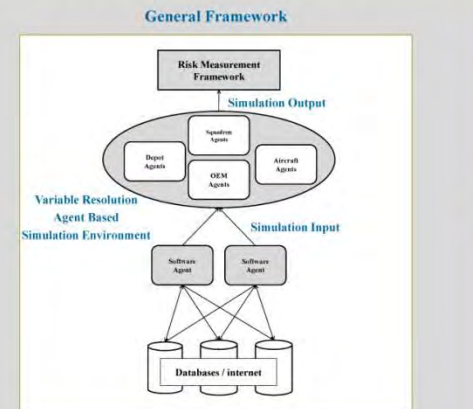 General Framework
Risk Measurement
Framework
Simulation Output
Squadron
Agents
Depot
Agents
Aircraft
Agents
OEM
Agents
Variable Resolution
Agent Based
Simulation Environment
Simulation Input
Software
Agent
Software
Agent
Databases / internet